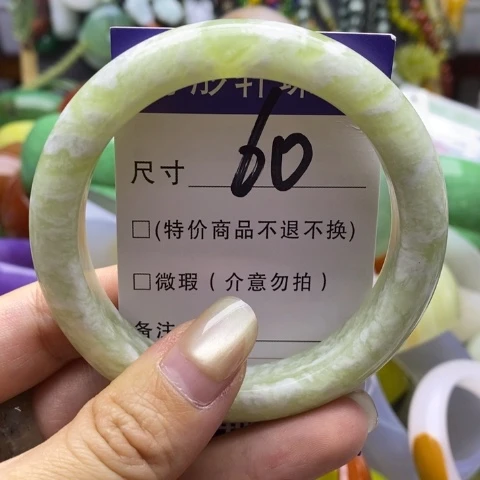 尺寸 60
□(特价商品不退不换)
□微瑕（介意勿拍）
备注